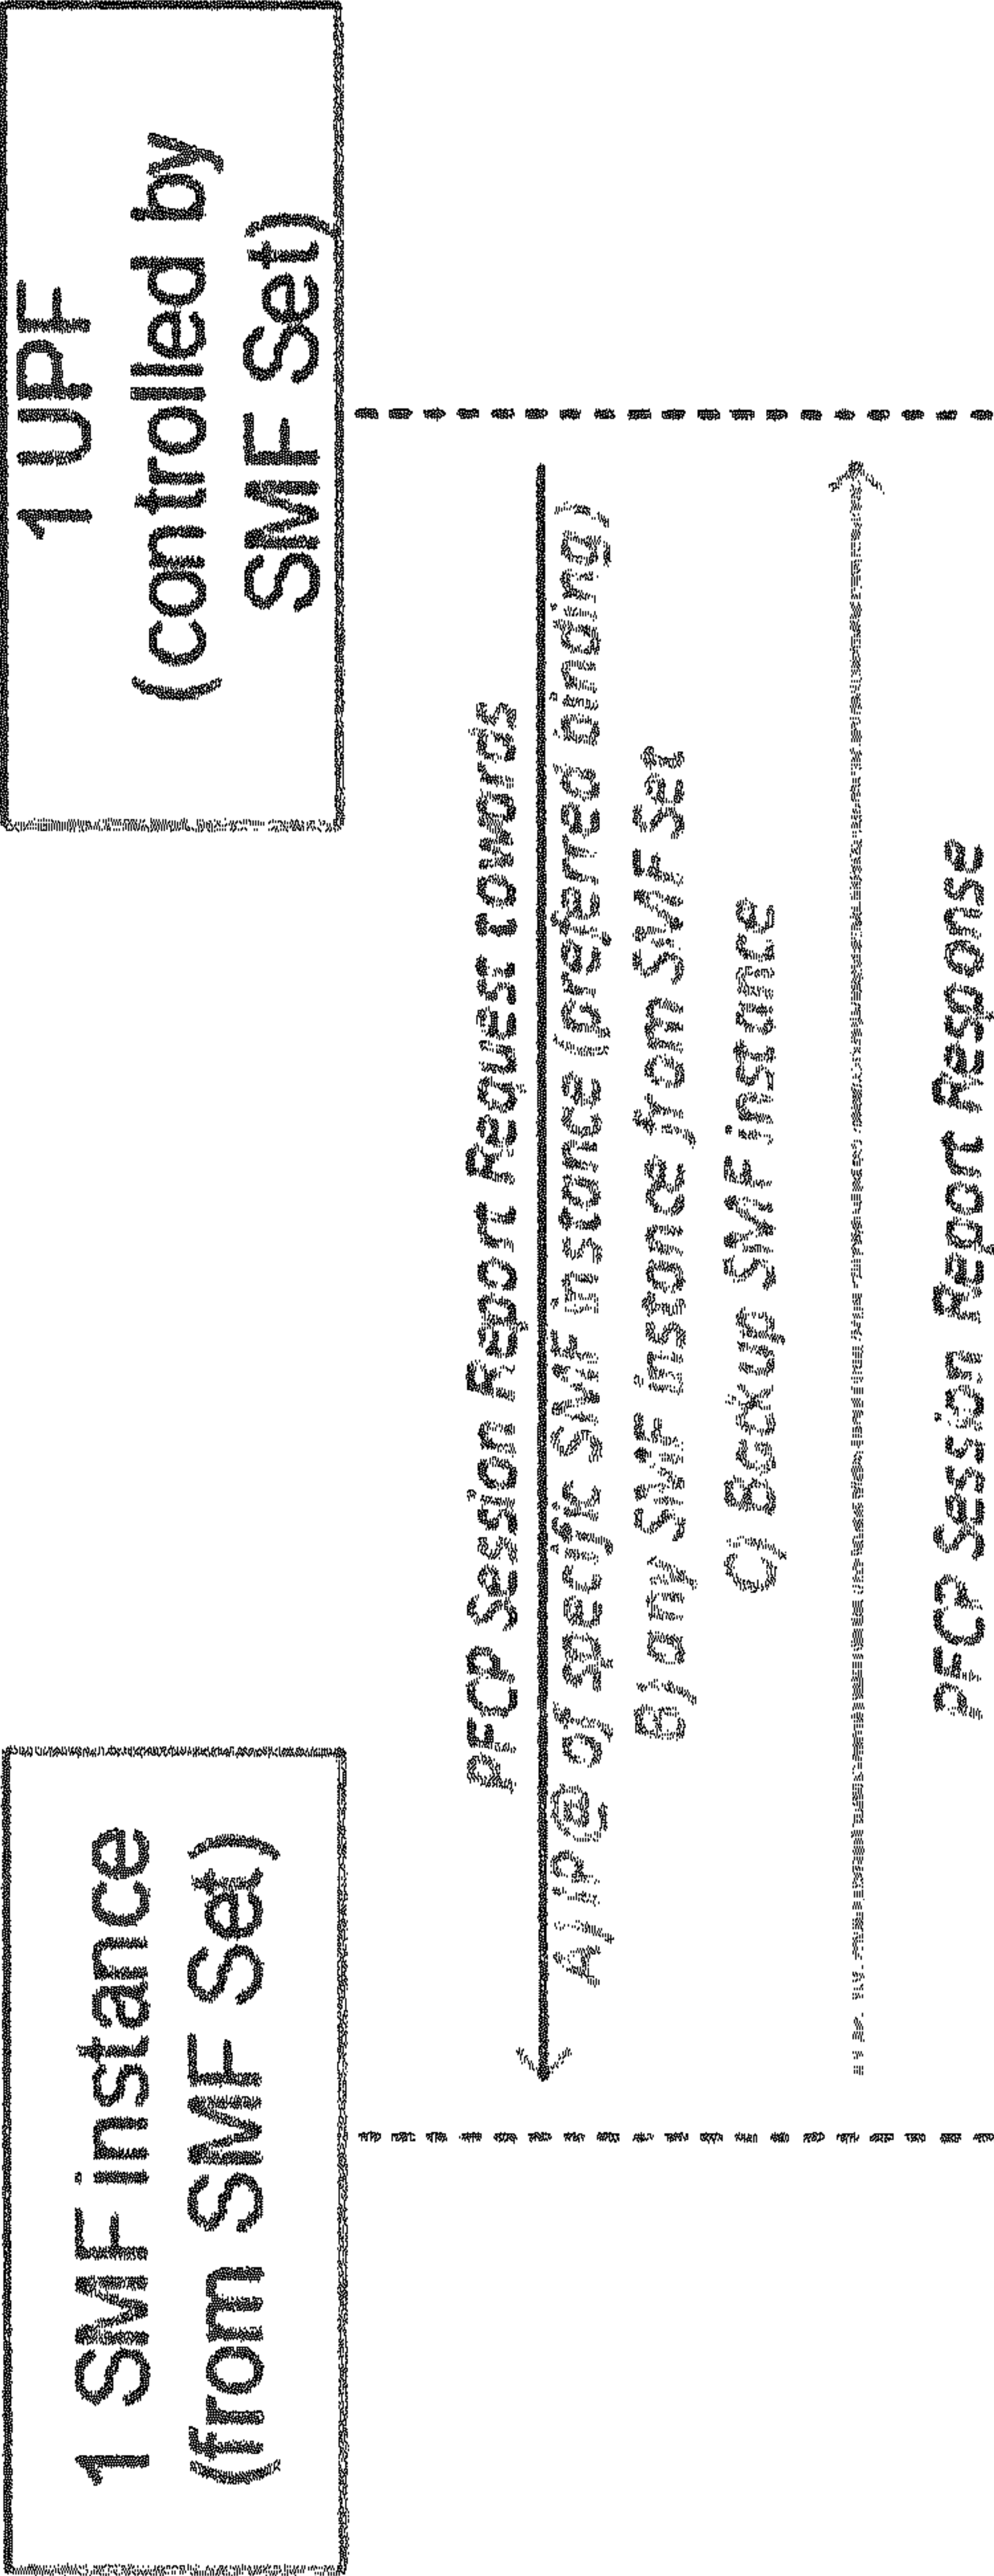 1 SMF instance
(from SMF Set)
1 UPF
(controlled by
SMF Set)
PFCP Session Report Request towards
A) IP@ of specific SMF instance (preferred binding)
B) any SMF instance from SMF Set
C) Backup SMF instance
PFCP Session Report Response